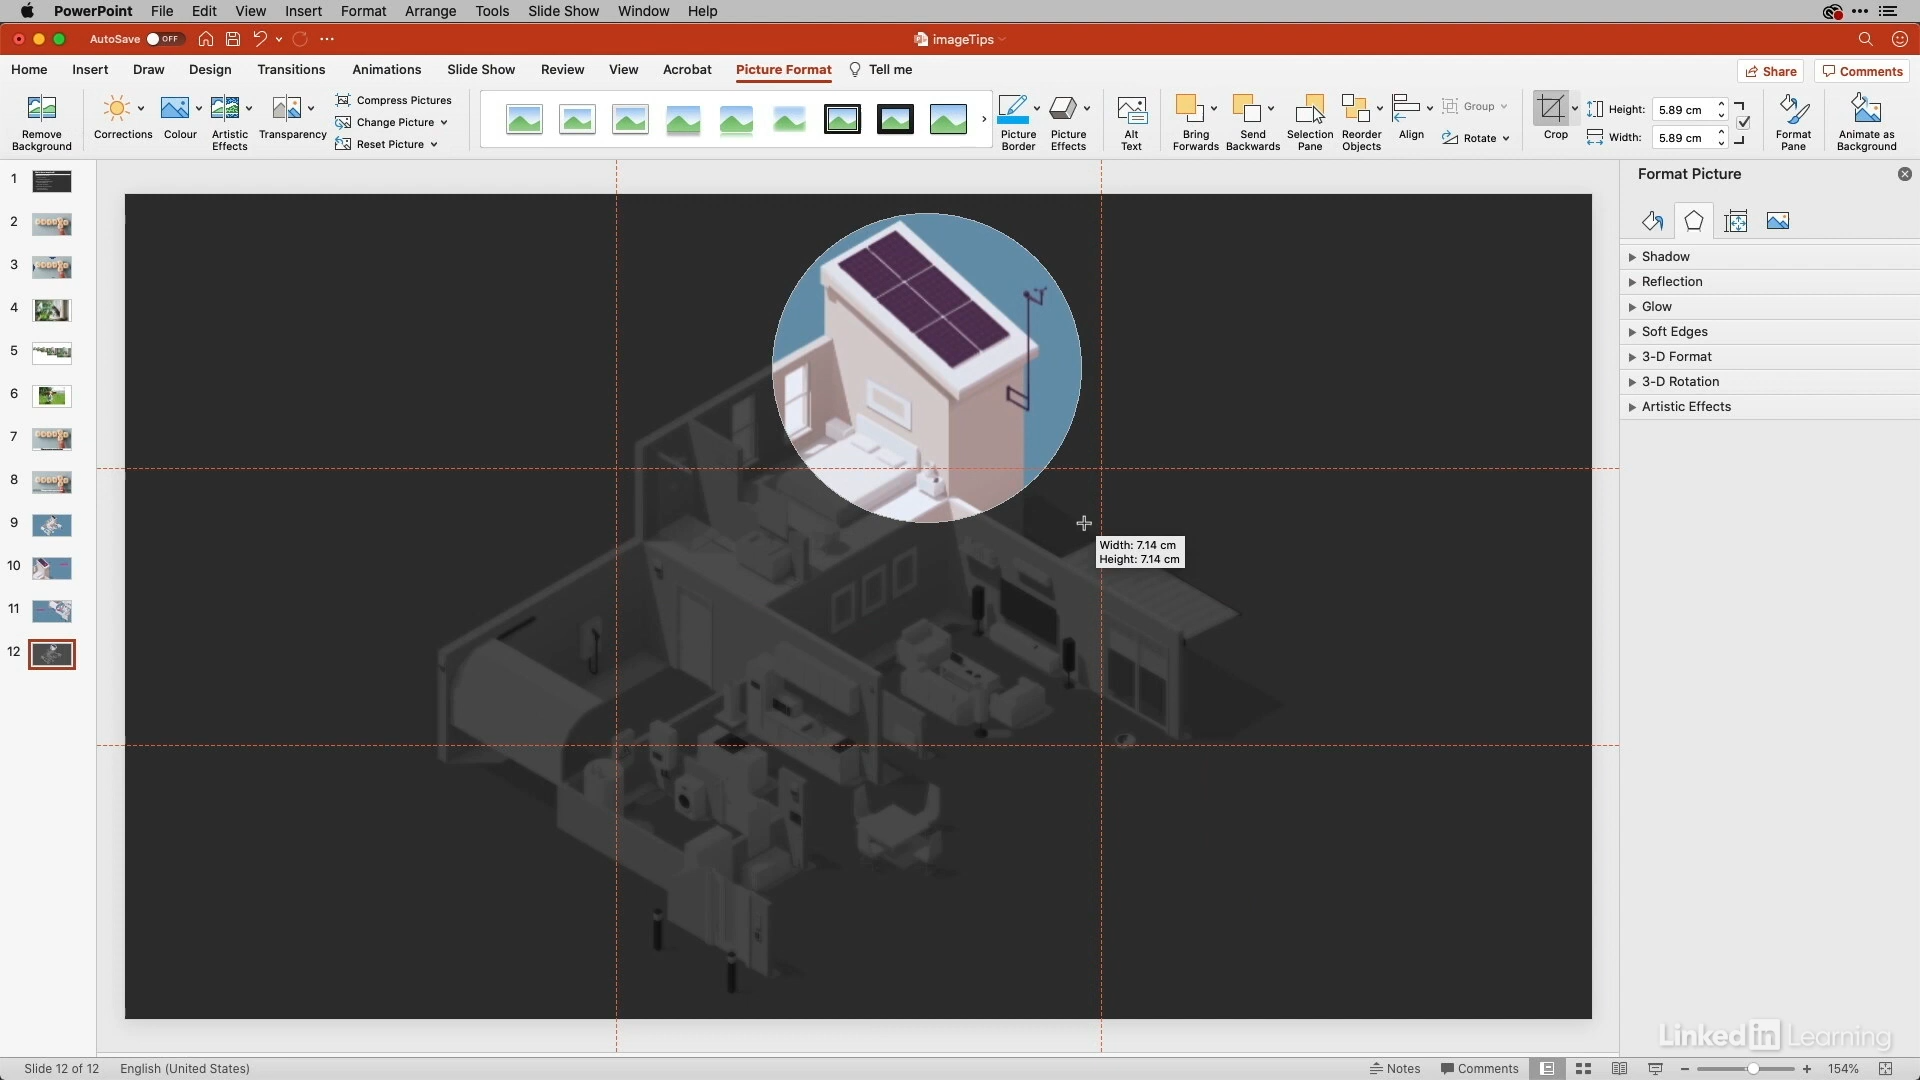 PowerPoint File Edit View Insert Format Arrange Tools Slide Show Window Help
AutoSave OFF
imageTips
Home Insert Draw Design Transitions Animations Slide Show Review View Acrobat Picture Format Tell me
Share Comments
Remove
Background
Corrections
Colour
Artistic
Effects
Transparency
Compress Pictures
Change Picture
Reset Picture
Picture
Border
Picture
Effects
Alt
Text
Bring
Forwards
Send
Backwards
Selection
Pane
Reorder
Objects
Align
Group
Rotate
Crop
Height: 5.89 cm
Width: 5.89 cm
Format
Pane
Animate as
Background
1
2
3
4
5
6
7
8
9
10
11
12
Width: 7.14 cm
Height: 7.14 cm
Format Picture
Shadow
Reflection
Glow
Soft Edges
3-D Format
3-D Rotation
Artistic Effects
LinkedIn Learning
Slide 12 of 12 English (United States)
Notes Comments 154%